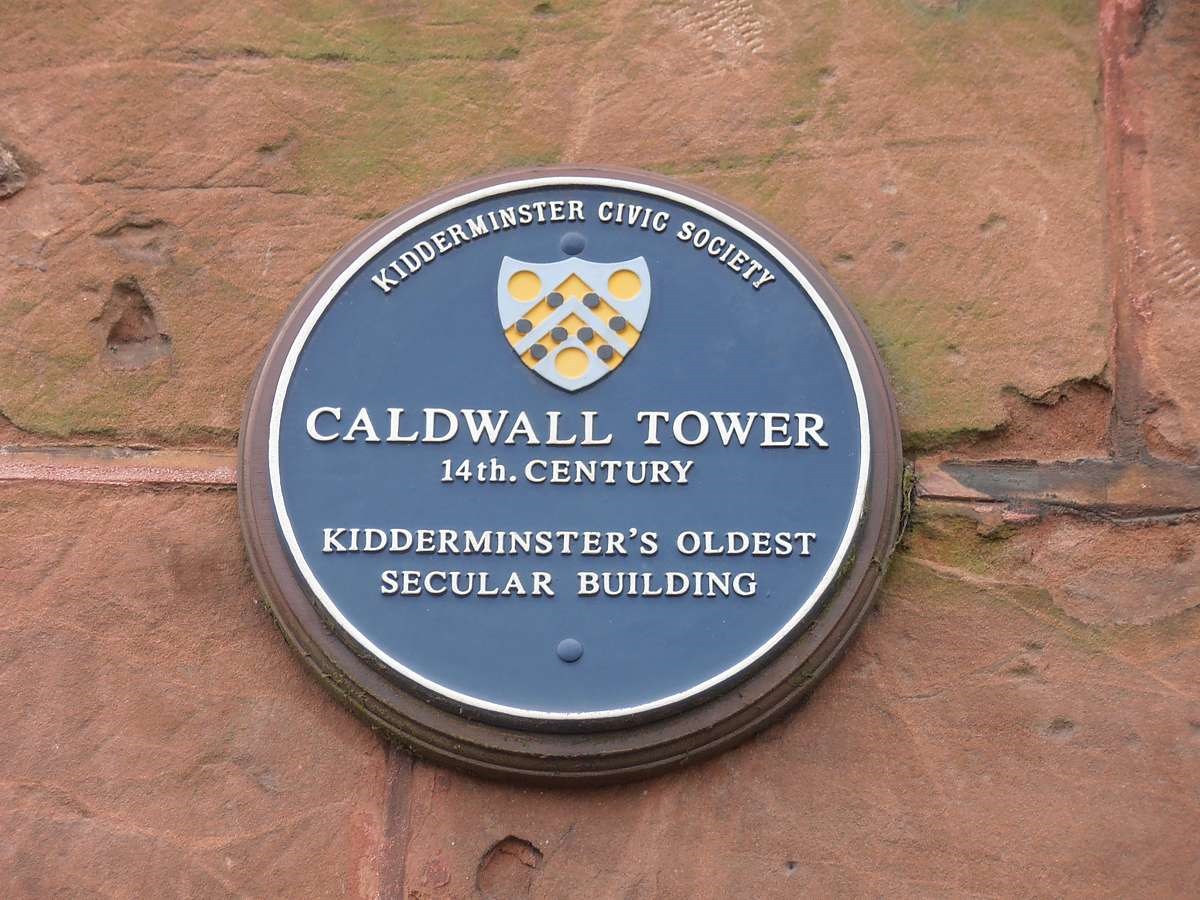 KIDDERMINSTER CIVIC SOCIETY
CALDWALL TOWER
14th. CENTURY
KIDDERMINSTER'S OLDEST
SECULAR BUILDING